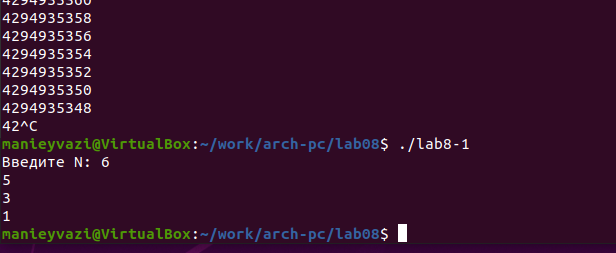 4294935360
4294935358
4294935356
4294935354
4294935352
4294935350
4294935348
42^C
manieyvazi@VirtualBox:~/work/arch-pc/lab08$ ./lab8-1
Введите N: 6
5
3
1
manieyvazi@VirtualBox:~/work/arch-pc/lab08$